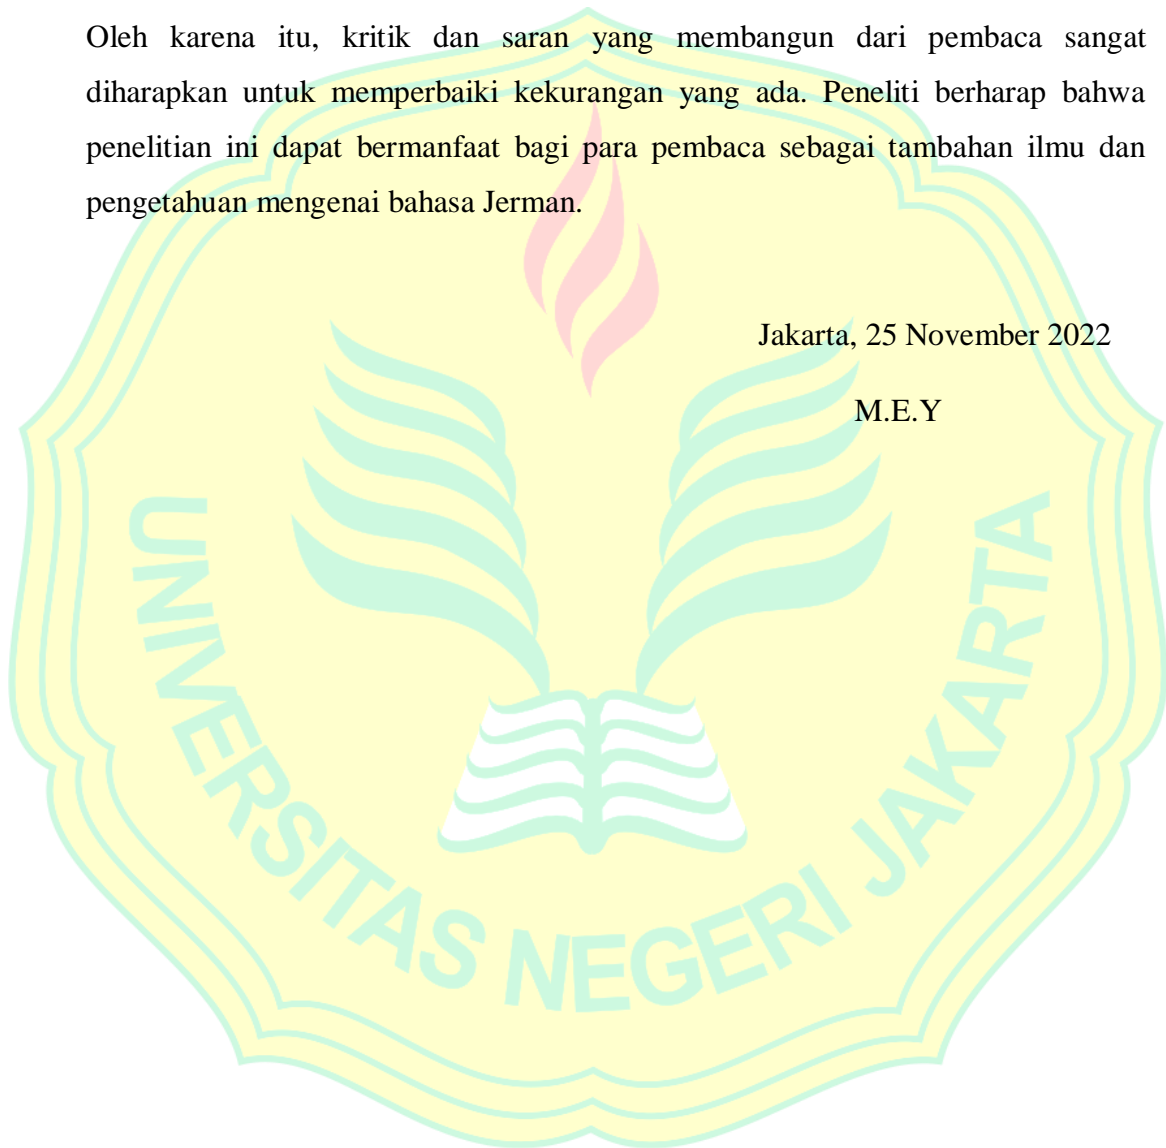 Oleh karena itu, kritik dan saran yang membangun dari pembaca sangat
diharapkan untuk memperbaiki kekurangan yang ada. Peneliti berharap bahwa
penelitian ini dapat bermanfaat bagi para pembaca sebagai tambahan ilmu dan
pengetahuan mengenai bahasa Jerman.
Jakarta, 25 November 2022
M.E.Y
UNIVERSITAS NEGERI JAKARTA